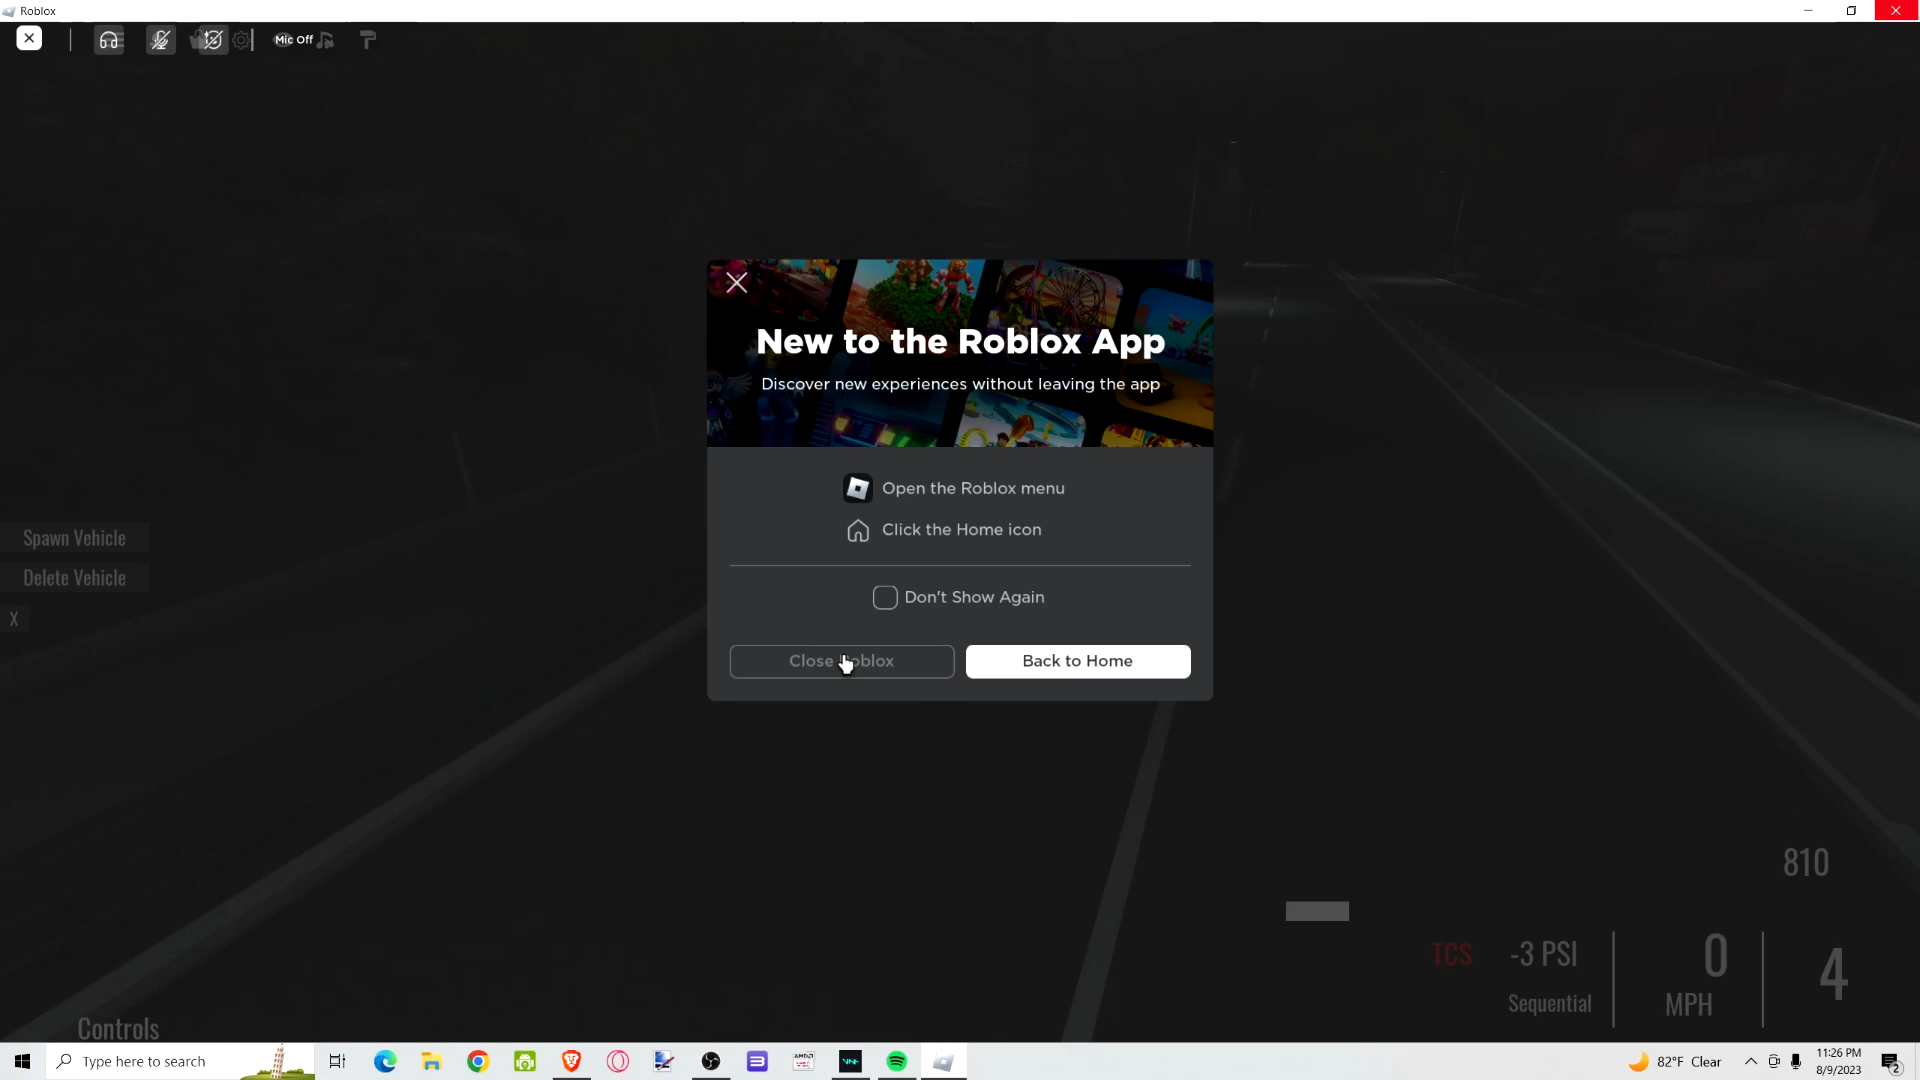 Roblox
Mic Off
New to the Roblox App
Discover new experiences without leaving the app
Open the Roblox menu
Click the Home icon
Don't Show Again
Close Roblox
Back to Home
Spawn Vehicle
Delete Vehicle
X
810
TCS
-3 PSI
0
4
Sequential
MPH
Controls
Type here to search
82°F Clear
11:26 PM
8/9/2023
2